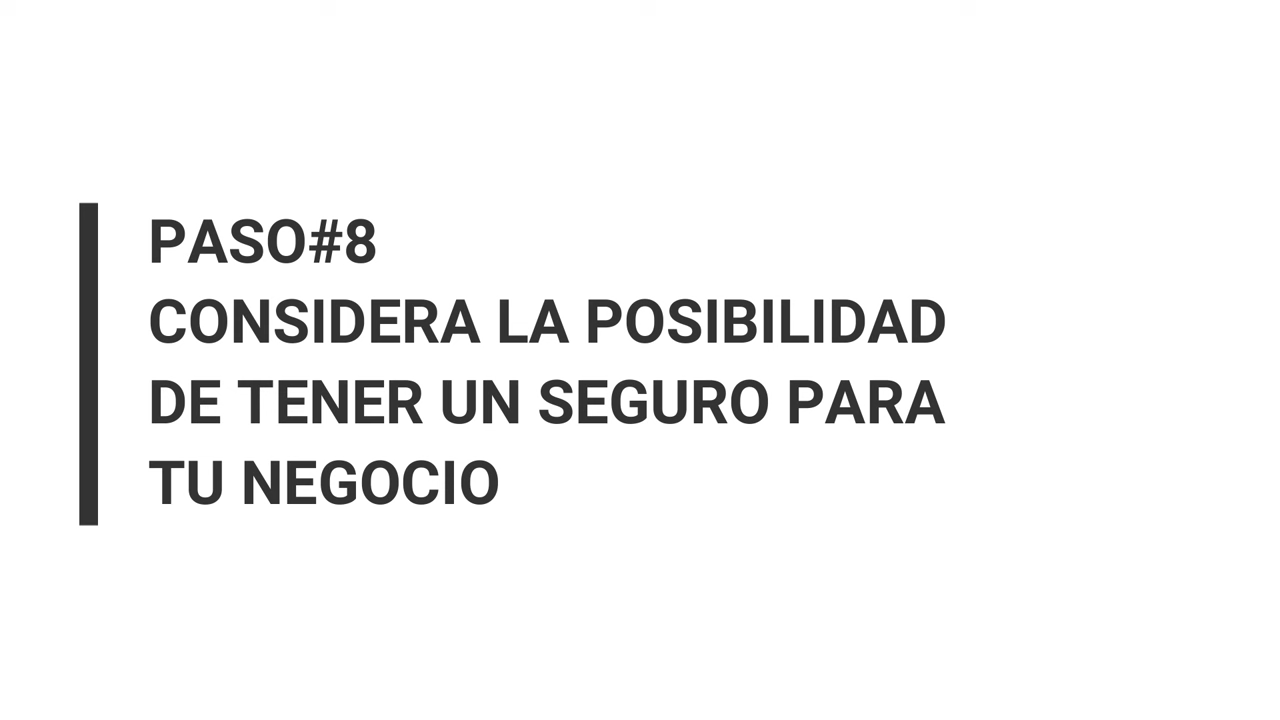 PASO#8
CONSIDERA LA POSIBILIDAD
DE TENER UN SEGURO PARA
TU NEGOCIO